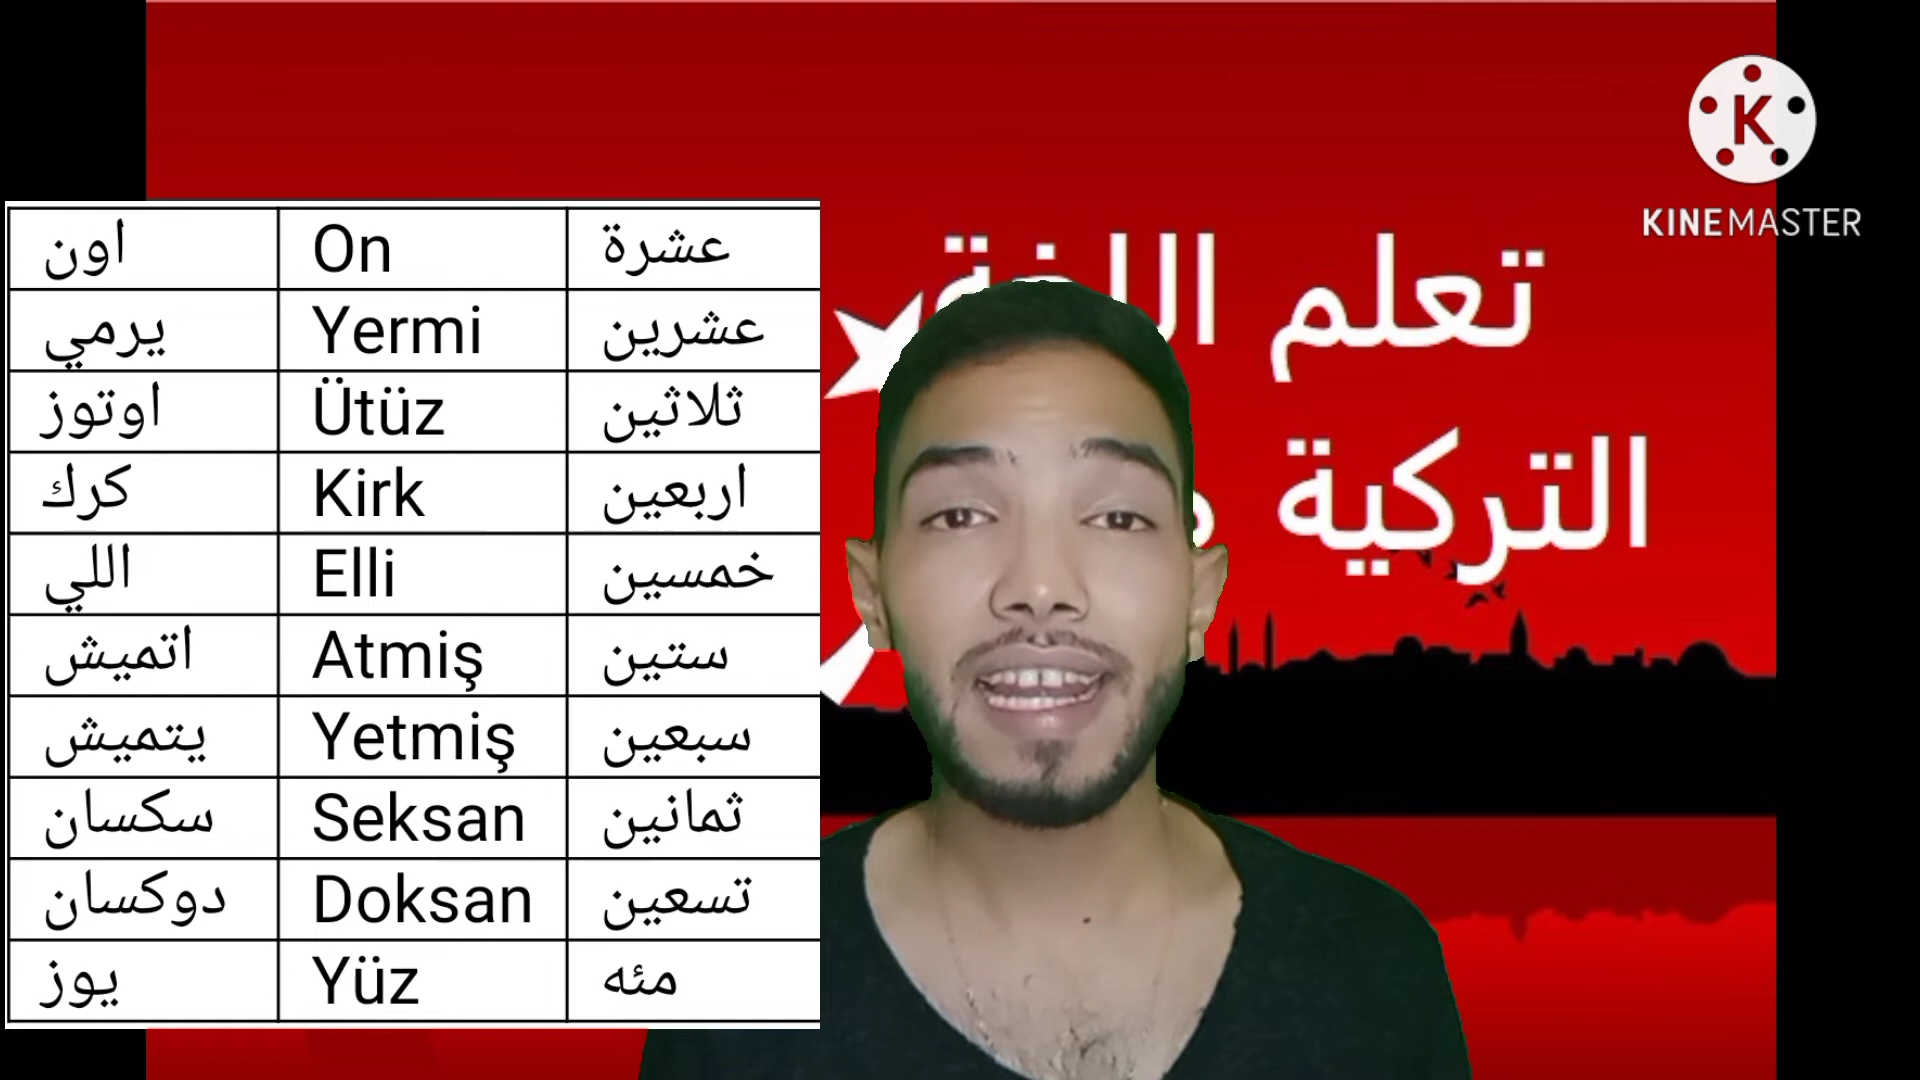 اون On عشرة
يرمي Yermi عشرين
اوتوز Ütüz ثلاثين
كرك Kirk اربعين
اللي Elli خمسين
اتميش Atmiş ستين
يتميش Yetmiş سبعين
سكسان Seksan ثمانين
دوكسان Doksan تسعين
يوز Yüz مئه
تعلم اللغة
التركية
K
KINEMASTER